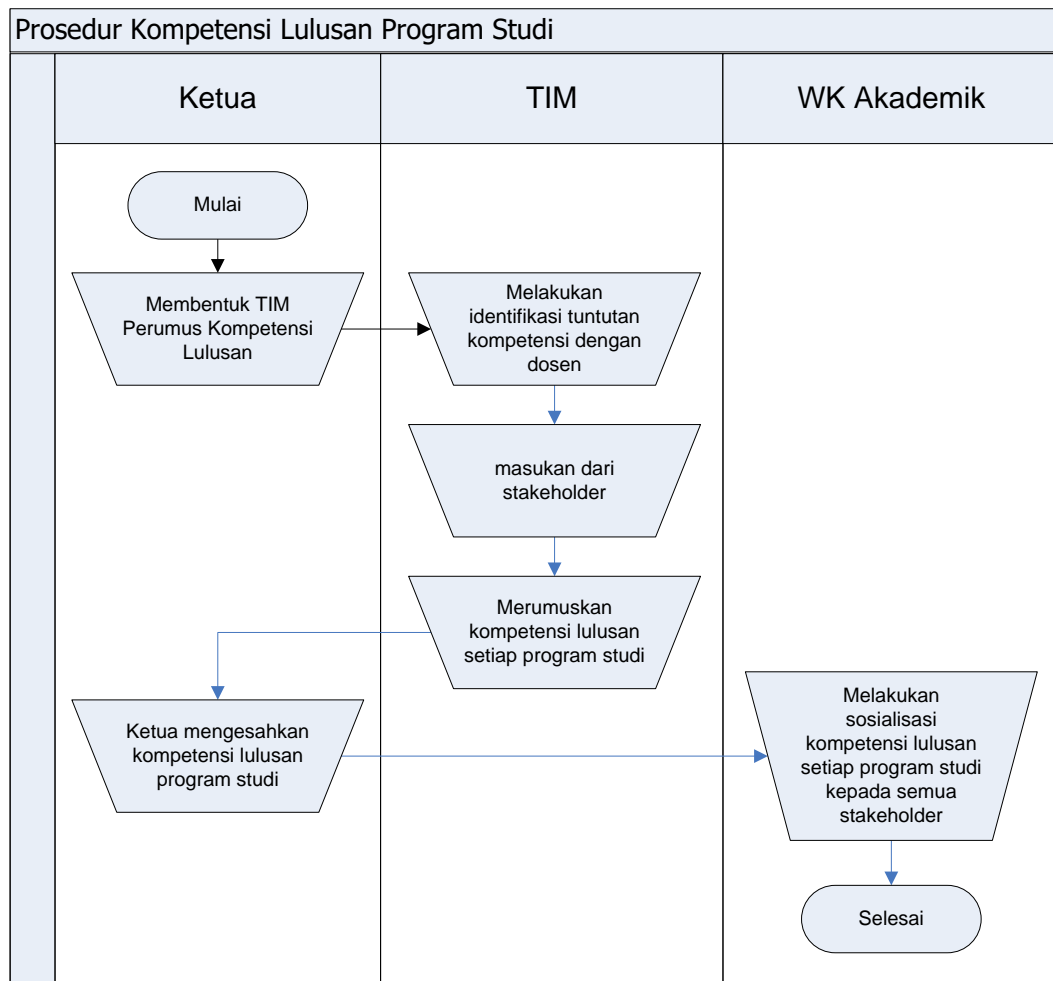 Prosedur Kompetensi Lulusan Program Studi
Ketua
TIM
WK Akademik
Mulai
Membentuk TIM
Perumus Kompetensi
Lulusan
Melakukan
identifikasi tuntutan
kompetensi dengan
dosen
masukan dari
stakeholder
Merumuskan
kompetensi lulusan
setiap program studi
Ketua mengesahkan
kompetensi lulusan
program studi
Melakukan
sosialisasi
kompetensi lulusan
setiap program studi
kepada semua
stakeholder
Selesai